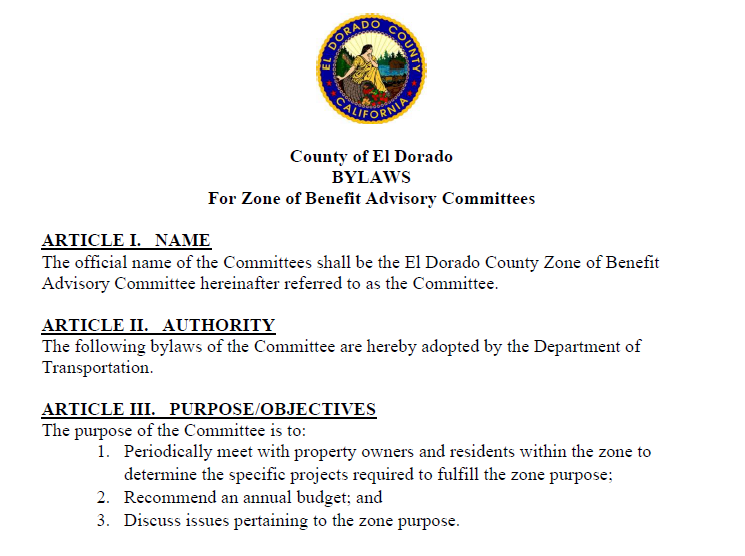 EL DORADO COUNTY
CALIFORNIA
County of El Dorado
BYLAWS
For Zone of Benefit Advisory Committees
ARTICLE I. NAME
The official name of the Committees shall be the El Dorado County Zone of Benefit
Advisory Committee hereinafter referred to as the Committee.
ARTICLE II. AUTHORITY
The following bylaws of the Committee are hereby adopted by the Department of
Transportation.
ARTICLE III. PURPOSE/OBJECTIVES
The purpose of the Committee is to:
1. Periodically meet with property owners and residents within the zone to
determine the specific projects required to fulfill the zone purpose;
2. Recommend an annual budget; and
3. Discuss issues pertaining to the zone purpose.